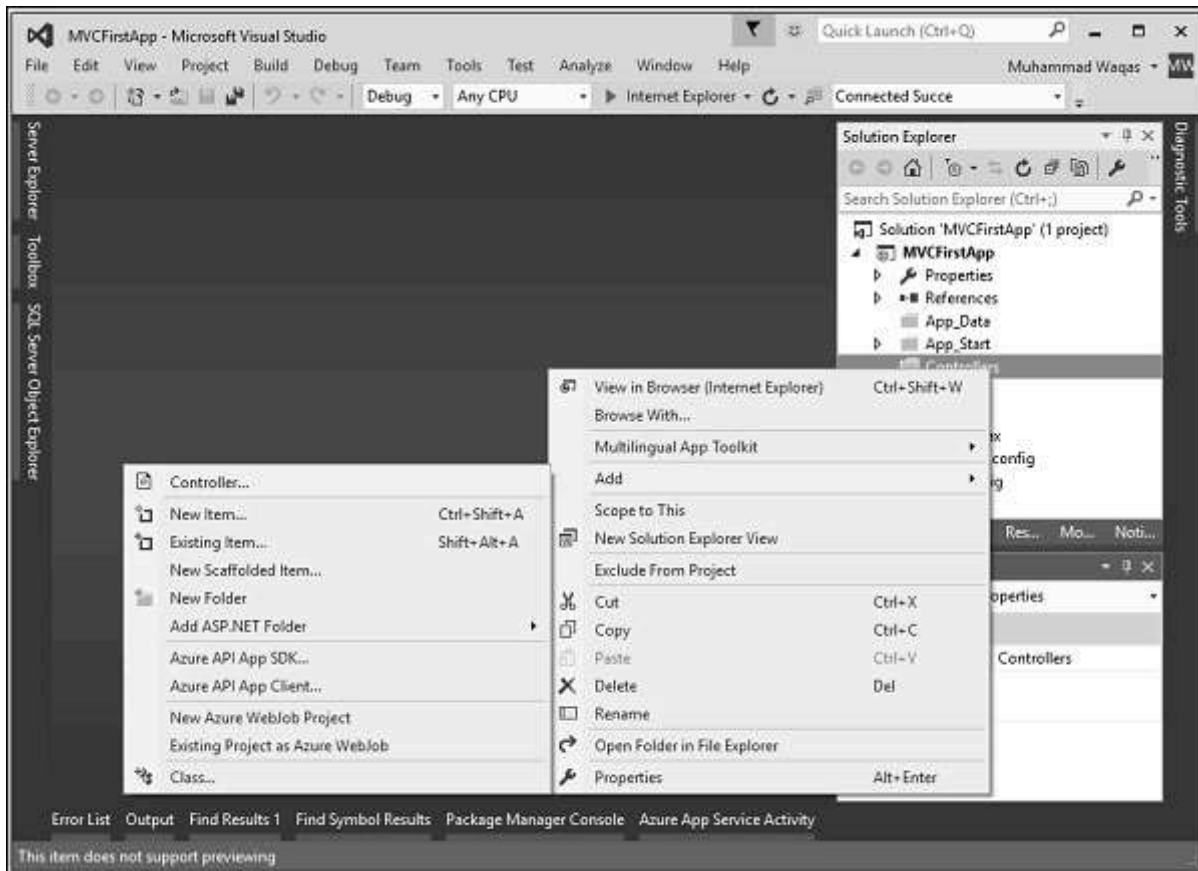 MVCFirstApp - Microsoft Visual Studio
Quick Launch (Ctrl+Q)
File Edit View Project Build Debug Team Tools Test Analyze Window Help
Muhammad Waqas MW
Debug Any CPU Internet Explorer Connected Succe
Server Explorer
Toolbox
SQL Server Object Explorer
Solution Explorer
Search Solution Explorer (Ctrl+;)
Solution 'MVCFirstApp' (1 project)
MVCFirstApp
Properties
References
App_Data
App_Start
Controllers
Diagnostic Tools
View in Browser (Internet Explorer) Ctrl+Shift+W
Browse With...
Multilingual App Toolkit
Add
Scope to This
New Solution Explorer View
Exclude From Project
Cut Ctrl+X
Copy Ctrl+C
Paste Ctrl+V
Delete Del
Rename
Open Folder in File Explorer
Properties Alt+Enter
Controller...
New Item... Ctrl+Shift+A
Existing Item... Shift+Alt+A
New Scaffolded Item...
New Folder
Add ASP.NET Folder
Azure API App SDK...
Azure API App Client...
New Azure WebJob Project
Existing Project as Azure WebJob
Class...
ix
config
ig
Res... Mo... Noti...
operties
Controllers
Error List Output Find Results 1 Find Symbol Results Package Manager Console Azure App Service Activity
This item does not support previewing